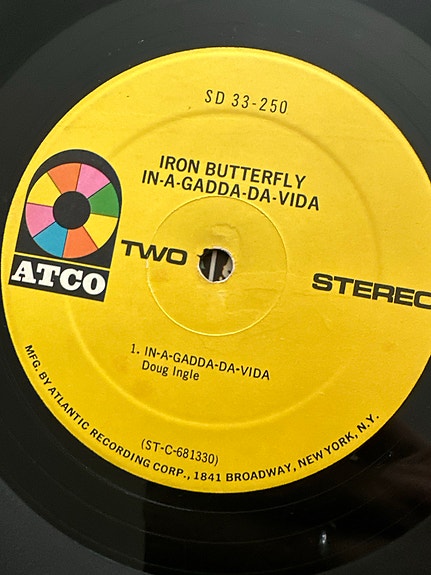 SD 33-250
IRON BUTTERFLY
IN-A-GADDA-DA-VIDA
ATCO
TWO
STEREO
1. IN-A-GADDA-DA-VIDA
Doug Ingle
(ST-C-681330)
MFG. BY ATLANTIC RECORDING CORP., 1841 BROADWAY, NEW YORK, N.Y.